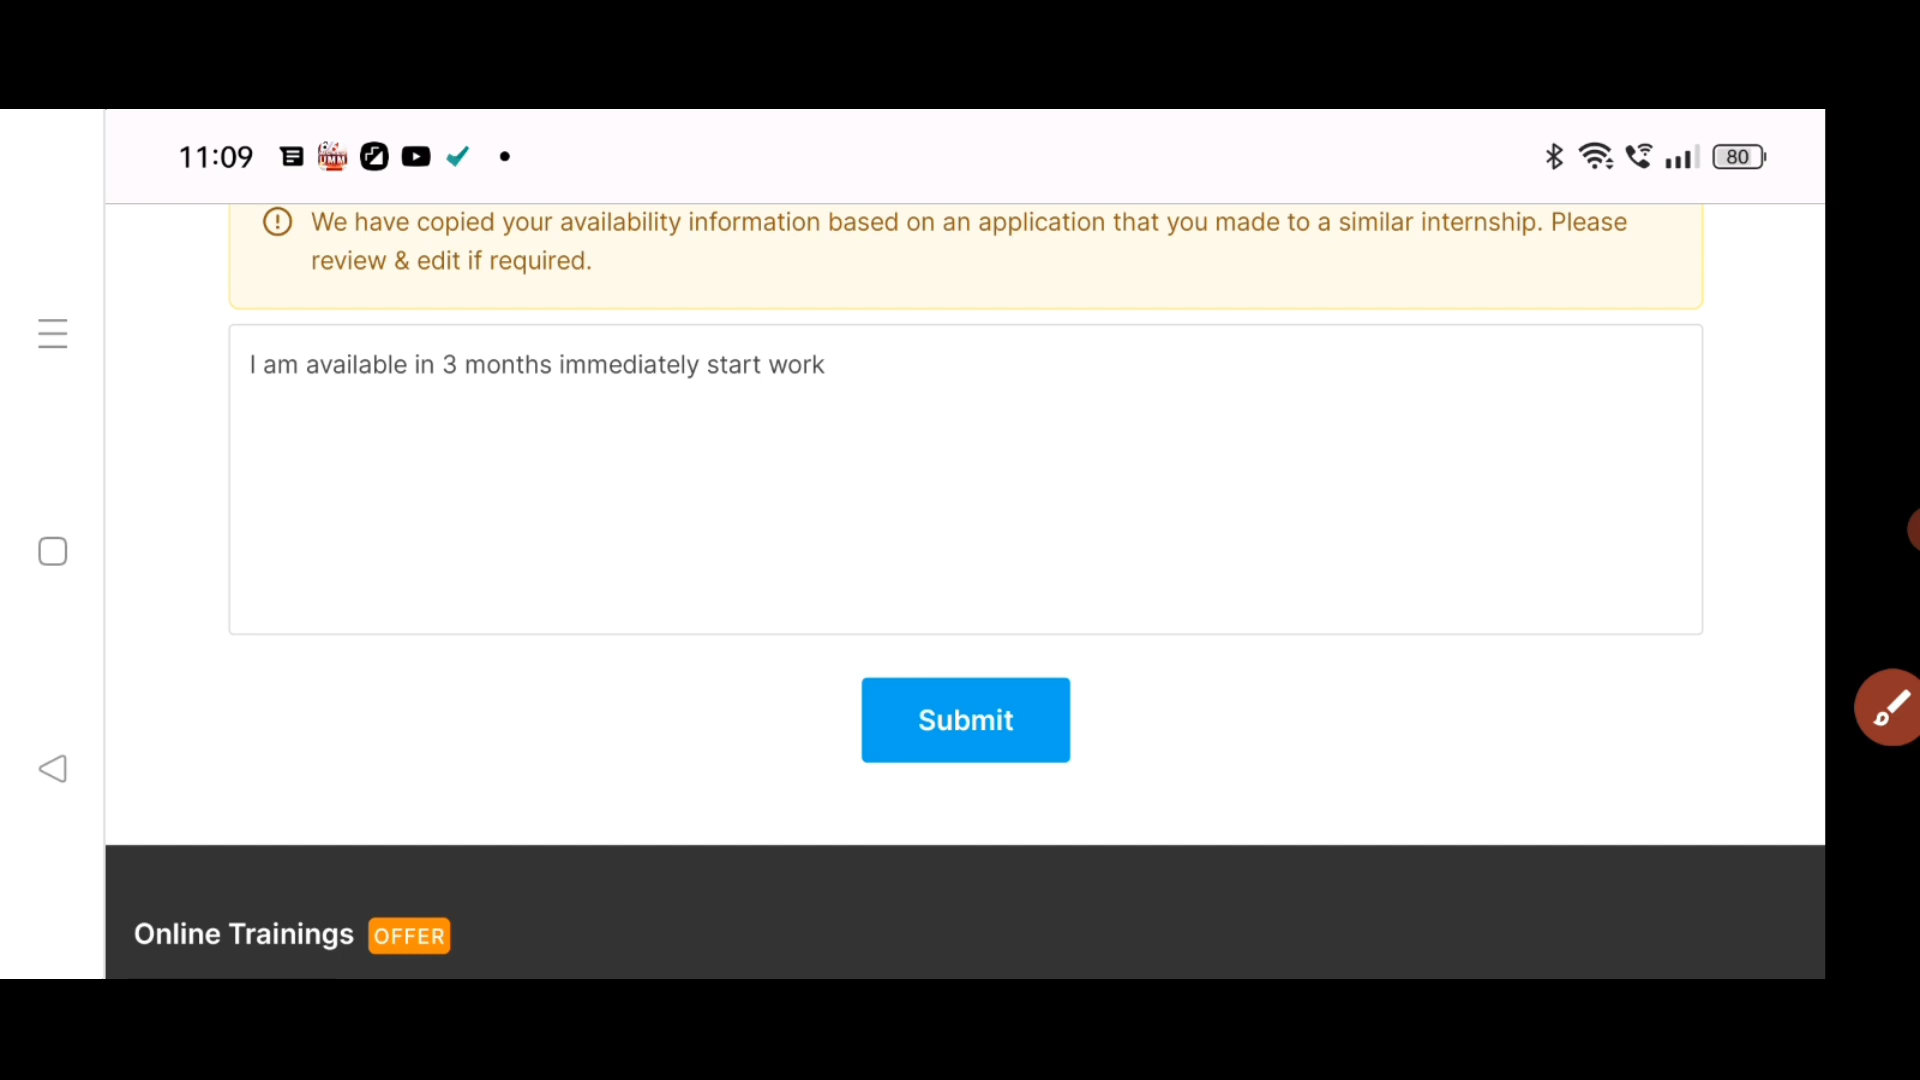 11:09
UMM
80
We have copied your availability information based on an application that you made to a similar internship. Please
review & edit if required.
I am available in 3 months immediately start work
Submit
Online Trainings OFFER